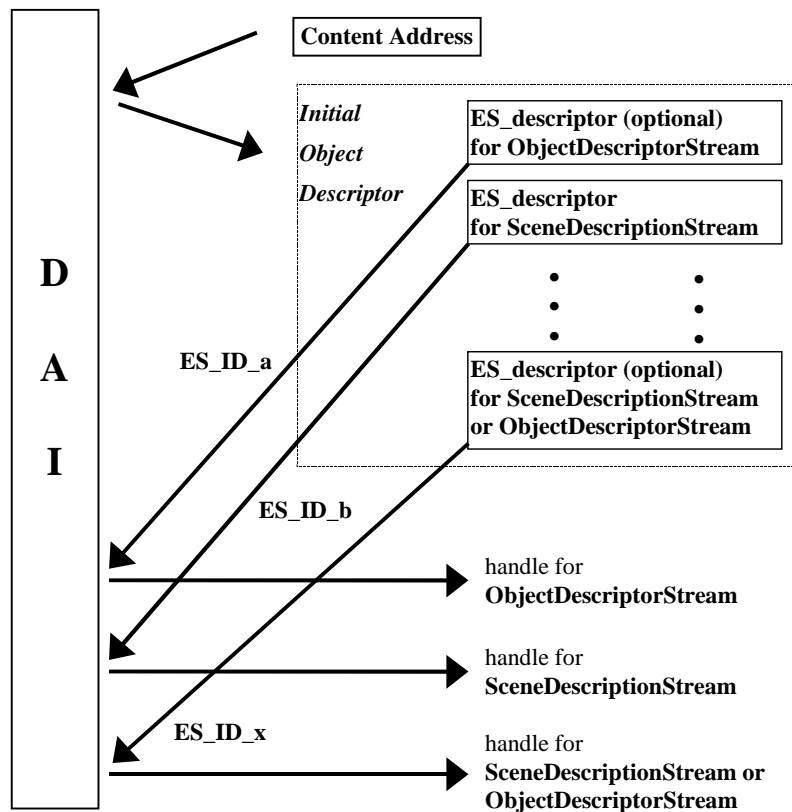 Content Address
Initial
Object
Descriptor
ES_descriptor (optional)
for ObjectDescriptorStream
ES_descriptor
for SceneDescriptionStream
D
A
I
ES_ID_a
ES_descriptor (optional)
for SceneDescriptionStream
or ObjectDescriptorStream
ES_ID_b
handle for
ObjectDescriptorStream
handle for
SceneDescriptionStream
ES_ID_x
handle for
SceneDescriptionStream or
ObjectDescriptorStream